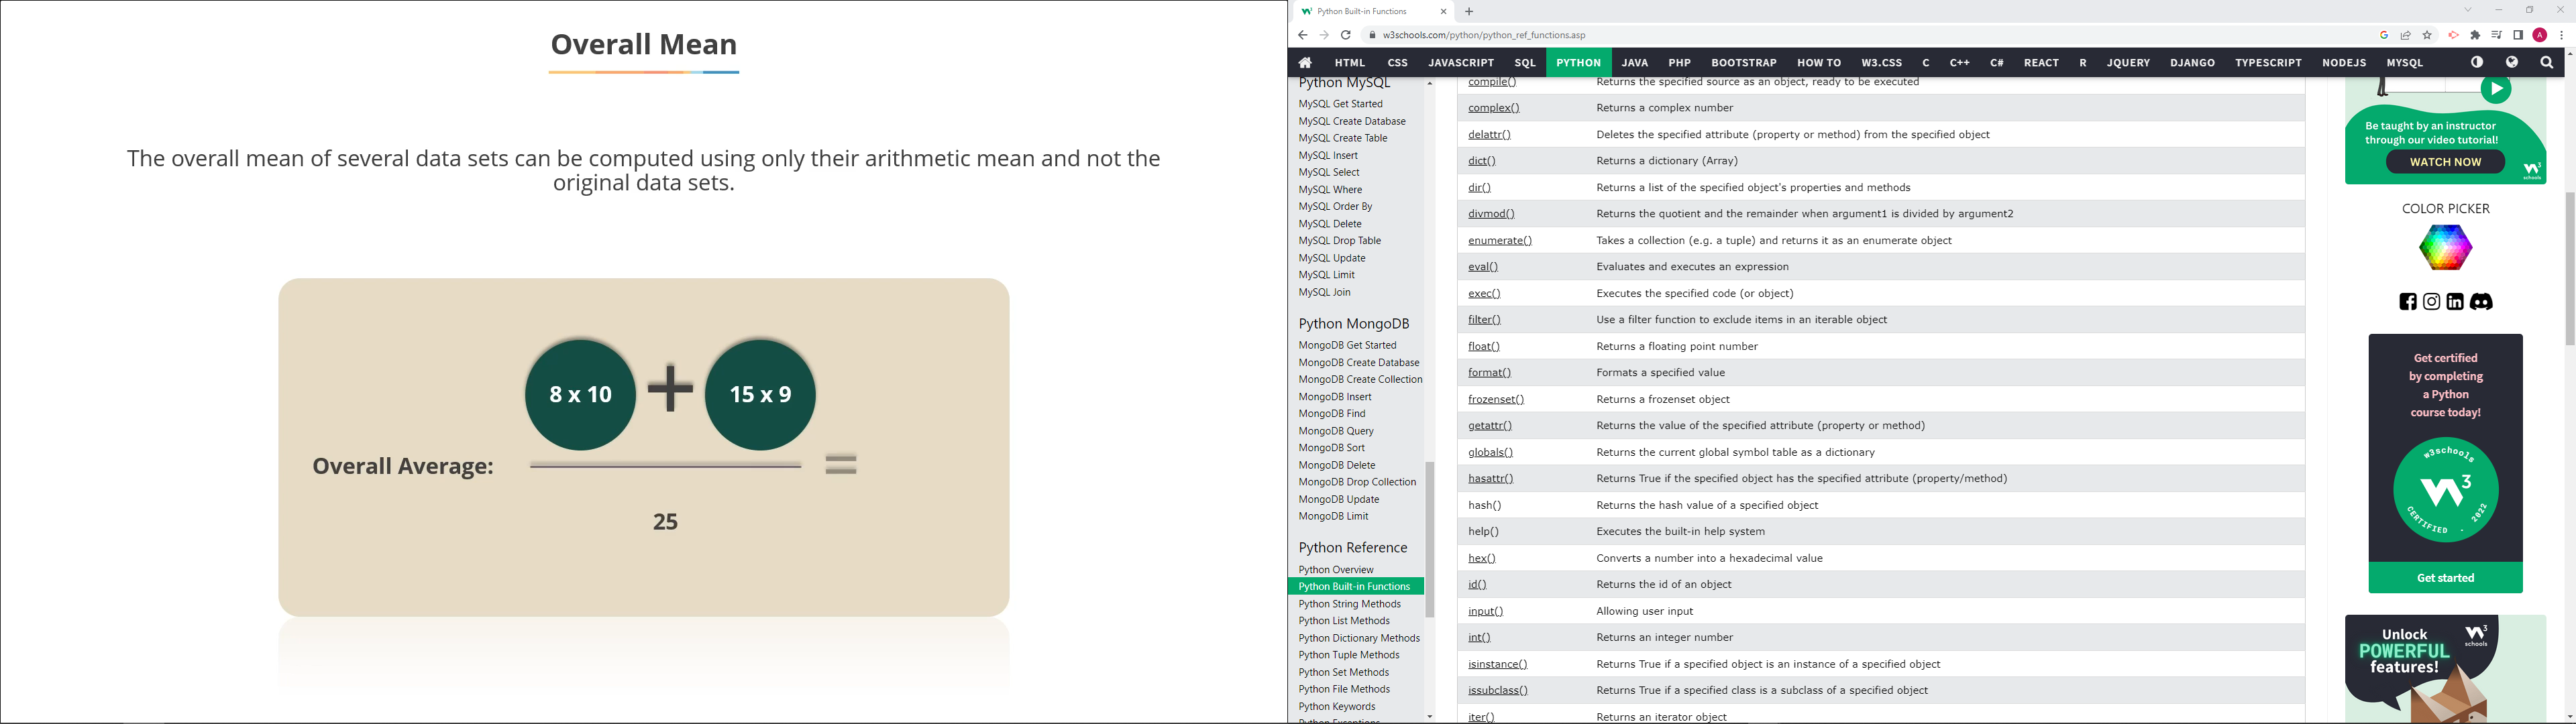 Overall Mean
The overall mean of several data sets can be computed using only their arithmetic mean and not the
original data sets.
8 x 10
15 x 9
Overall Average:
=
25
Python Built-in Functions
w3schools.com/python/python_ref_functions.asp
A
HTML CSS JAVASCRIPT SQL PYTHON JAVA PHP BOOTSTRAP HOW TO W3.CSS C C++ C# REACT R JQUERY DJANGO TYPESCRIPT NODEJS MYSQL
Python MySQL
MySQL Get Started
MySQL Create Database
MySQL Create Table
MySQL Insert
MySQL Select
MySQL Where
MySQL Order By
MySQL Delete
MySQL Drop Table
MySQL Update
MySQL Limit
MySQL Join
Python MongoDB
MongoDB Get Started
MongoDB Create Database
MongoDB Create Collection
MongoDB Insert
MongoDB Find
MongoDB Query
MongoDB Sort
MongoDB Delete
MongoDB Drop Collection
MongoDB Update
MongoDB Limit
Python Reference
Python Overview
Python Built-in Functions
Python String Methods
Python List Methods
Python Dictionary Methods
Python Tuple Methods
Python Set Methods
Python File Methods
Python Keywords
Python Exceptions
compile() Returns the specified source as an object, ready to be executed
complex() Returns a complex number
delattr() Deletes the specified attribute (property or method) from the specified object
dict() Returns a dictionary (Array)
dir() Returns a list of the specified object's properties and methods
divmod() Returns the quotient and the remainder when argument1 is divided by argument2
enumerate() Takes a collection (e.g. a tuple) and returns it as an enumerate object
eval() Evaluates and executes an expression
exec() Executes the specified code (or object)
filter() Use a filter function to exclude items in an iterable object
float() Returns a floating point number
format() Formats a specified value
frozenset() Returns a frozenset object
getattr() Returns the value of the specified attribute (property or method)
globals() Returns the current global symbol table as a dictionary
hasattr() Returns True if the specified object has the specified attribute (property/method)
hash() Returns the hash value of a specified object
help() Executes the built-in help system
hex() Converts a number into a hexadecimal value
id() Returns the id of an object
input() Allowing user input
int() Returns an integer number
isinstance() Returns True if a specified object is an instance of a specified object
issubclass() Returns True if a specified class is a subclass of a specified object
iter() Returns an iterator object
Be taught by an instructor
through our video tutorial!
WATCH NOW
W3
schools
COLOR PICKER
Get certified
by completing
a Python
course today!
w3schools
W3
CERTIFIED . 2022
Get started
Unlock
POWERFUL
features!
W3
schools